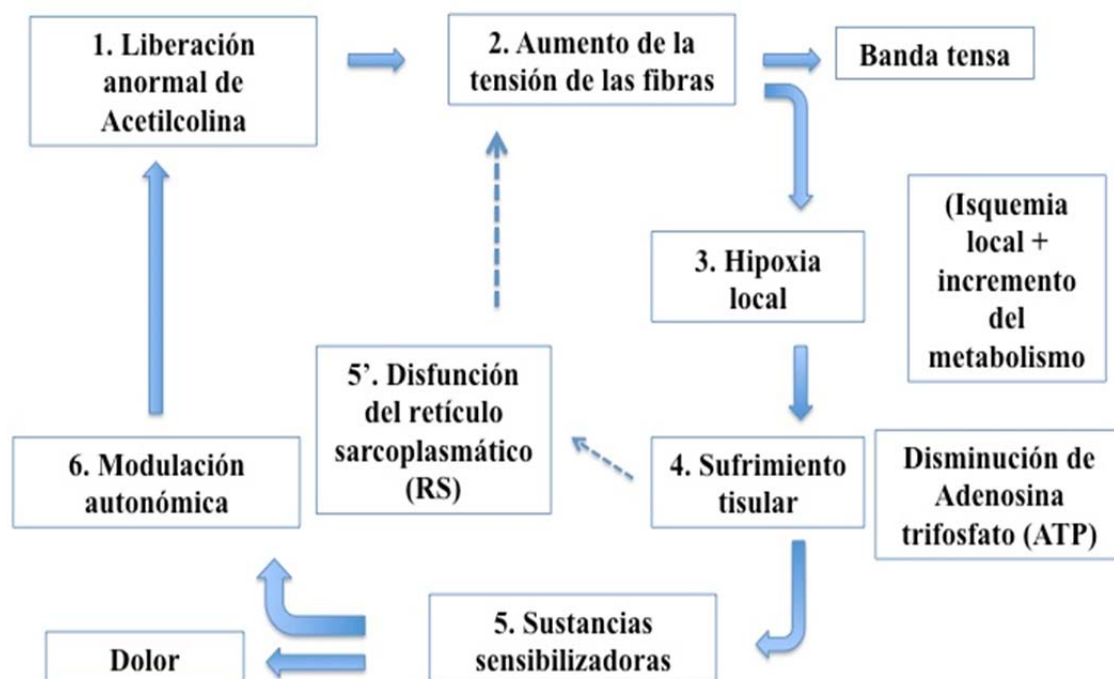 1. Liberación
anormal de
Acetilcolina
2. Aumento de la
tensión de las fibras
Banda tensa
3. Hipoxia
local
(Isquemia
local +
incremento
del
metabolismo
5’. Disfunción
del retículo
sarcoplasmático
(RS)
6. Modulación
autonómica
4. Sufrimiento
tisular
Disminución de
Adenosina
trifosfato (ATP)
5. Sustancias
sensibilizadoras
Dolor